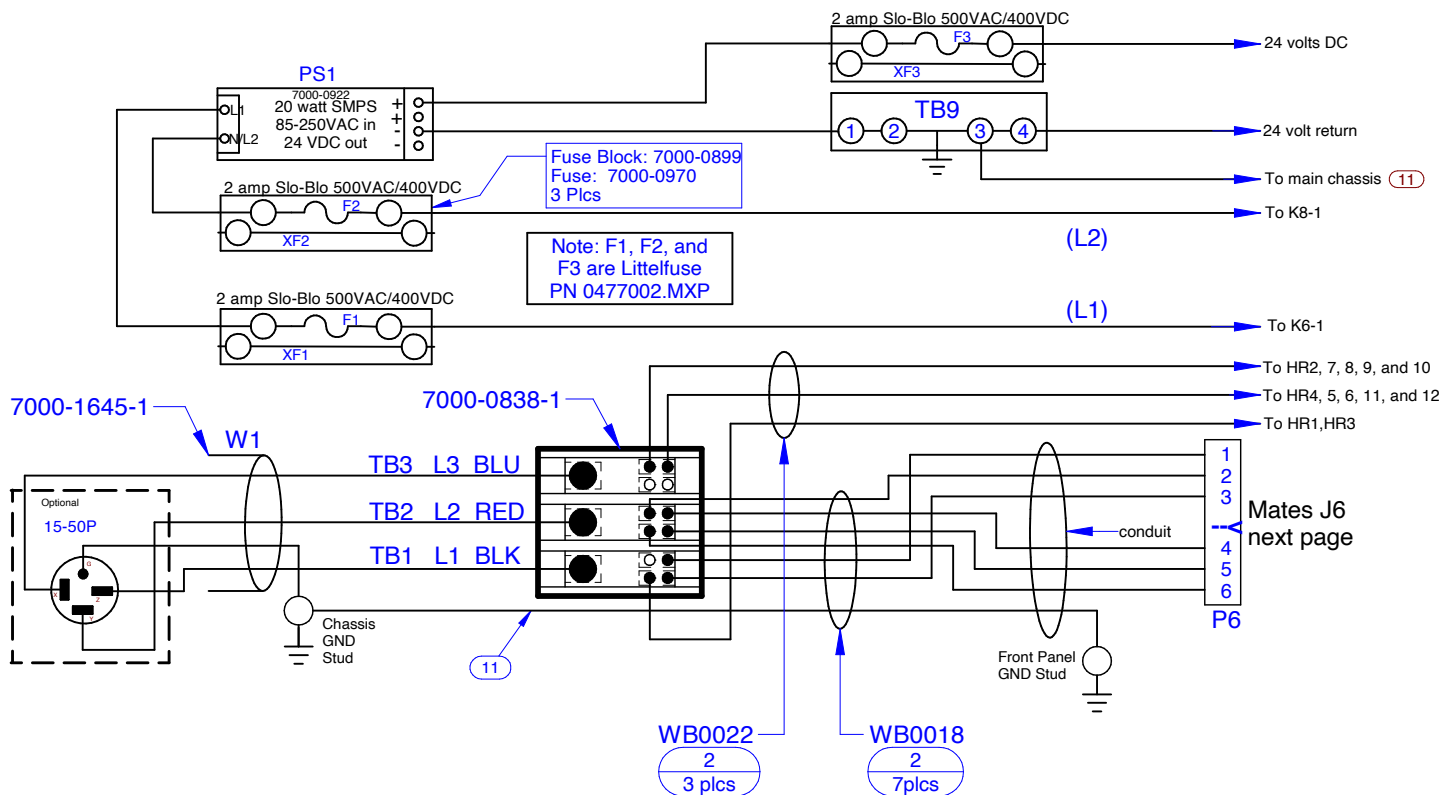 2 amp Slo-Blo 500VAC/400VDC
F3
XF3
24 volts DC
PS1
7000-0922
20 watt SMPS
85-250VAC in
24 VDC out
L1
N/L2
+
+
-
-
TB9
1
2
3
4
24 volt return
To main chassis
11
Fuse Block: 7000-0899
Fuse: 7000-0970
3 Plcs
2 amp Slo-Blo 500VAC/400VDC
F2
XF2
To K8-1
(L2)
Note: F1, F2, and
F3 are Littelfuse
PN 0477002.MXP
2 amp Slo-Blo 500VAC/400VDC
F1
XF1
(L1)
To K6-1
To HR2, 7, 8, 9, and 10
To HR4, 5, 6, 11, and 12
To HR1,HR3
7000-1645-1
7000-0838-1
W1
TB3 L3 BLU
TB2 L2 RED
TB1 L1 BLK
Optional
15-50P
G
X
Z
Y
Chassis
GND
Stud
11
conduit
1
2
3
4
5
6
P6
Mates J6
next page
Front Panel
GND Stud
WB0022
2
3 plcs
WB0018
2
7plcs